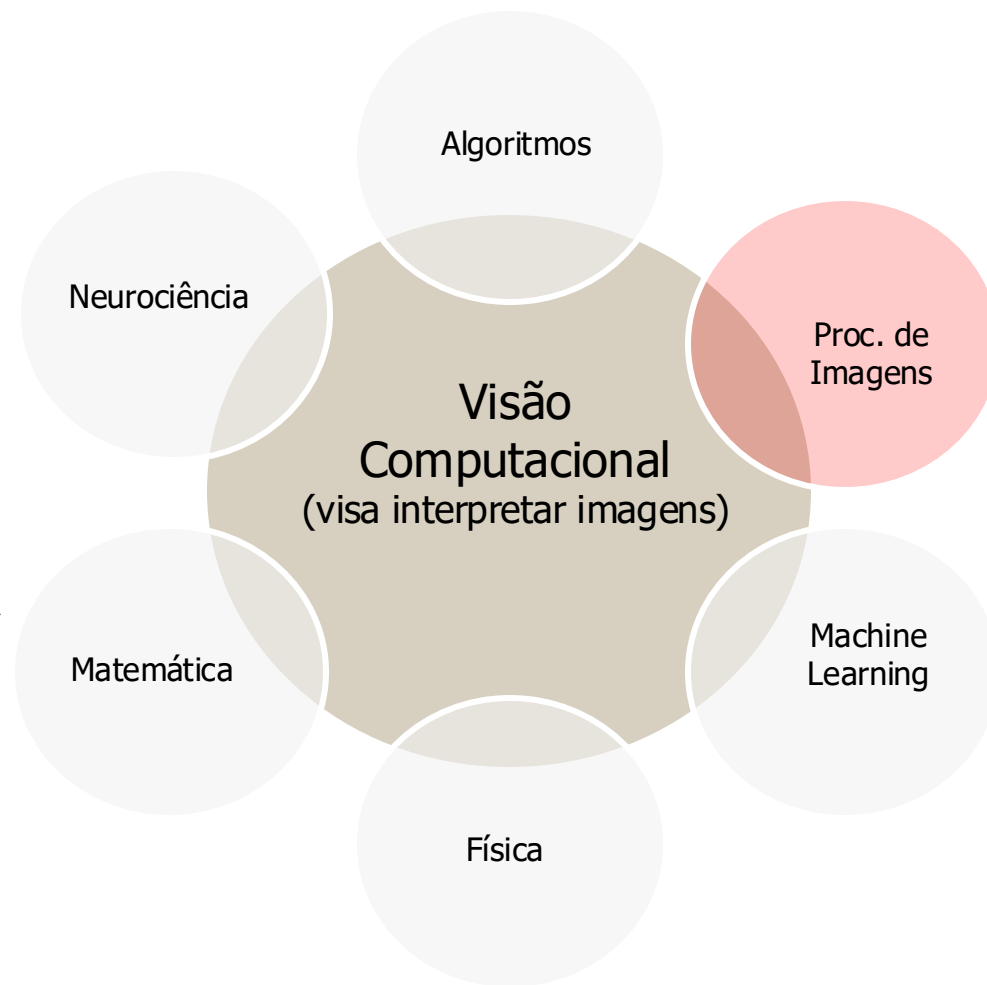 Algoritmos
Neurociência
Proc. de
Imagens
Visão
Computacional
(visa interpretar imagens)
Matemática
Machine
Learning
Física